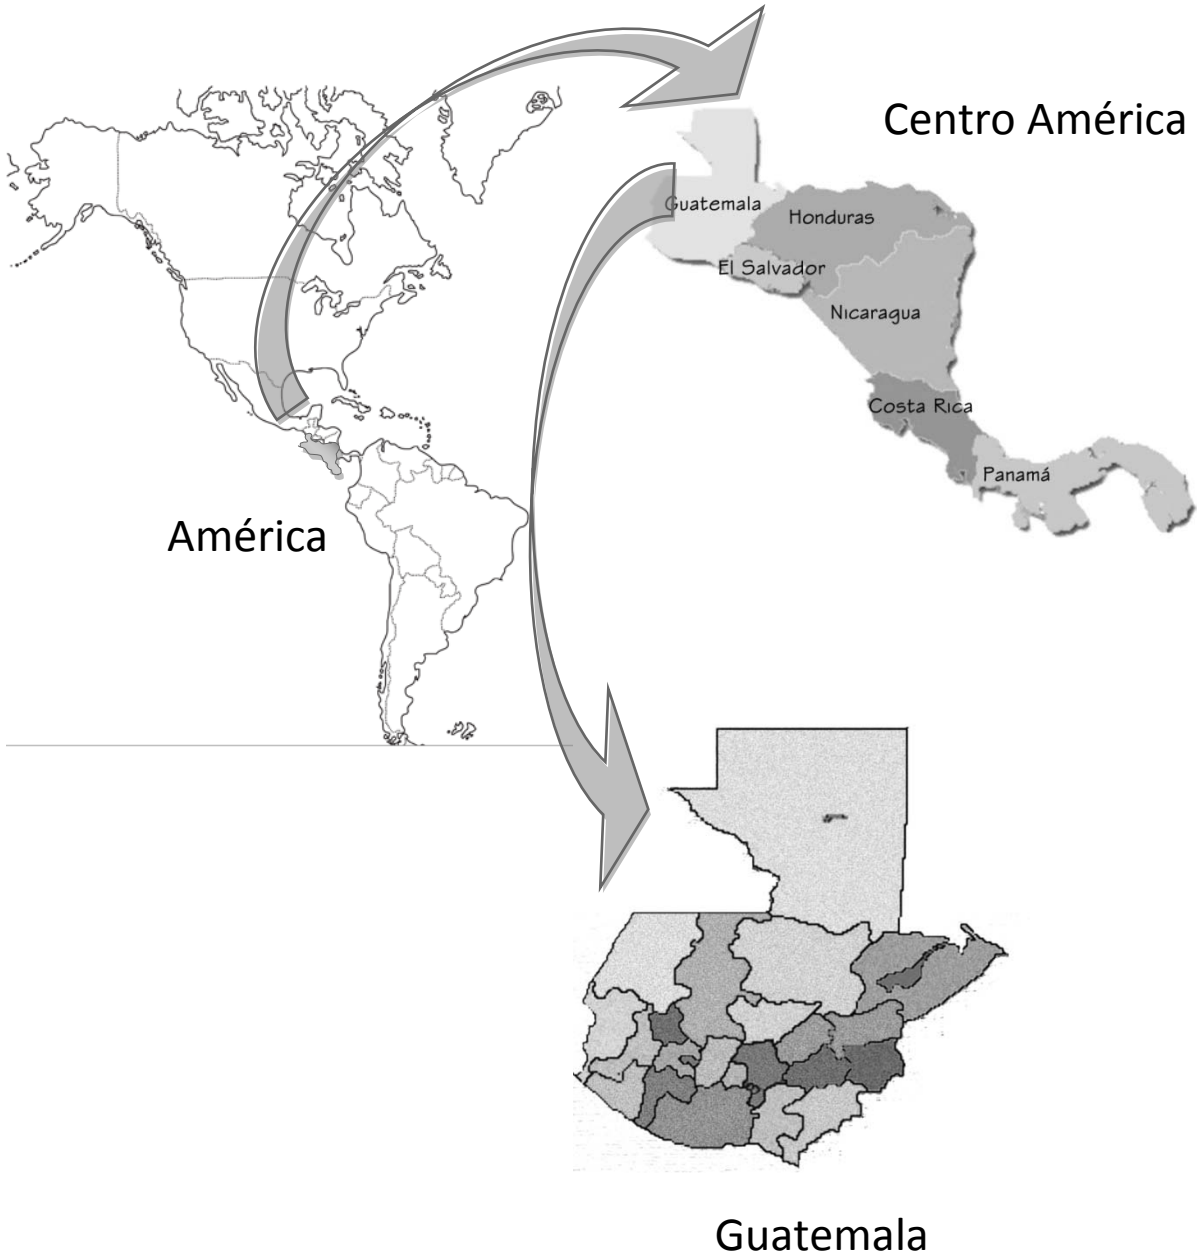 Centro América
Guatemala
Honduras
El Salvador
Nicaragua
Costa Rica
Panamá
América
Guatemala